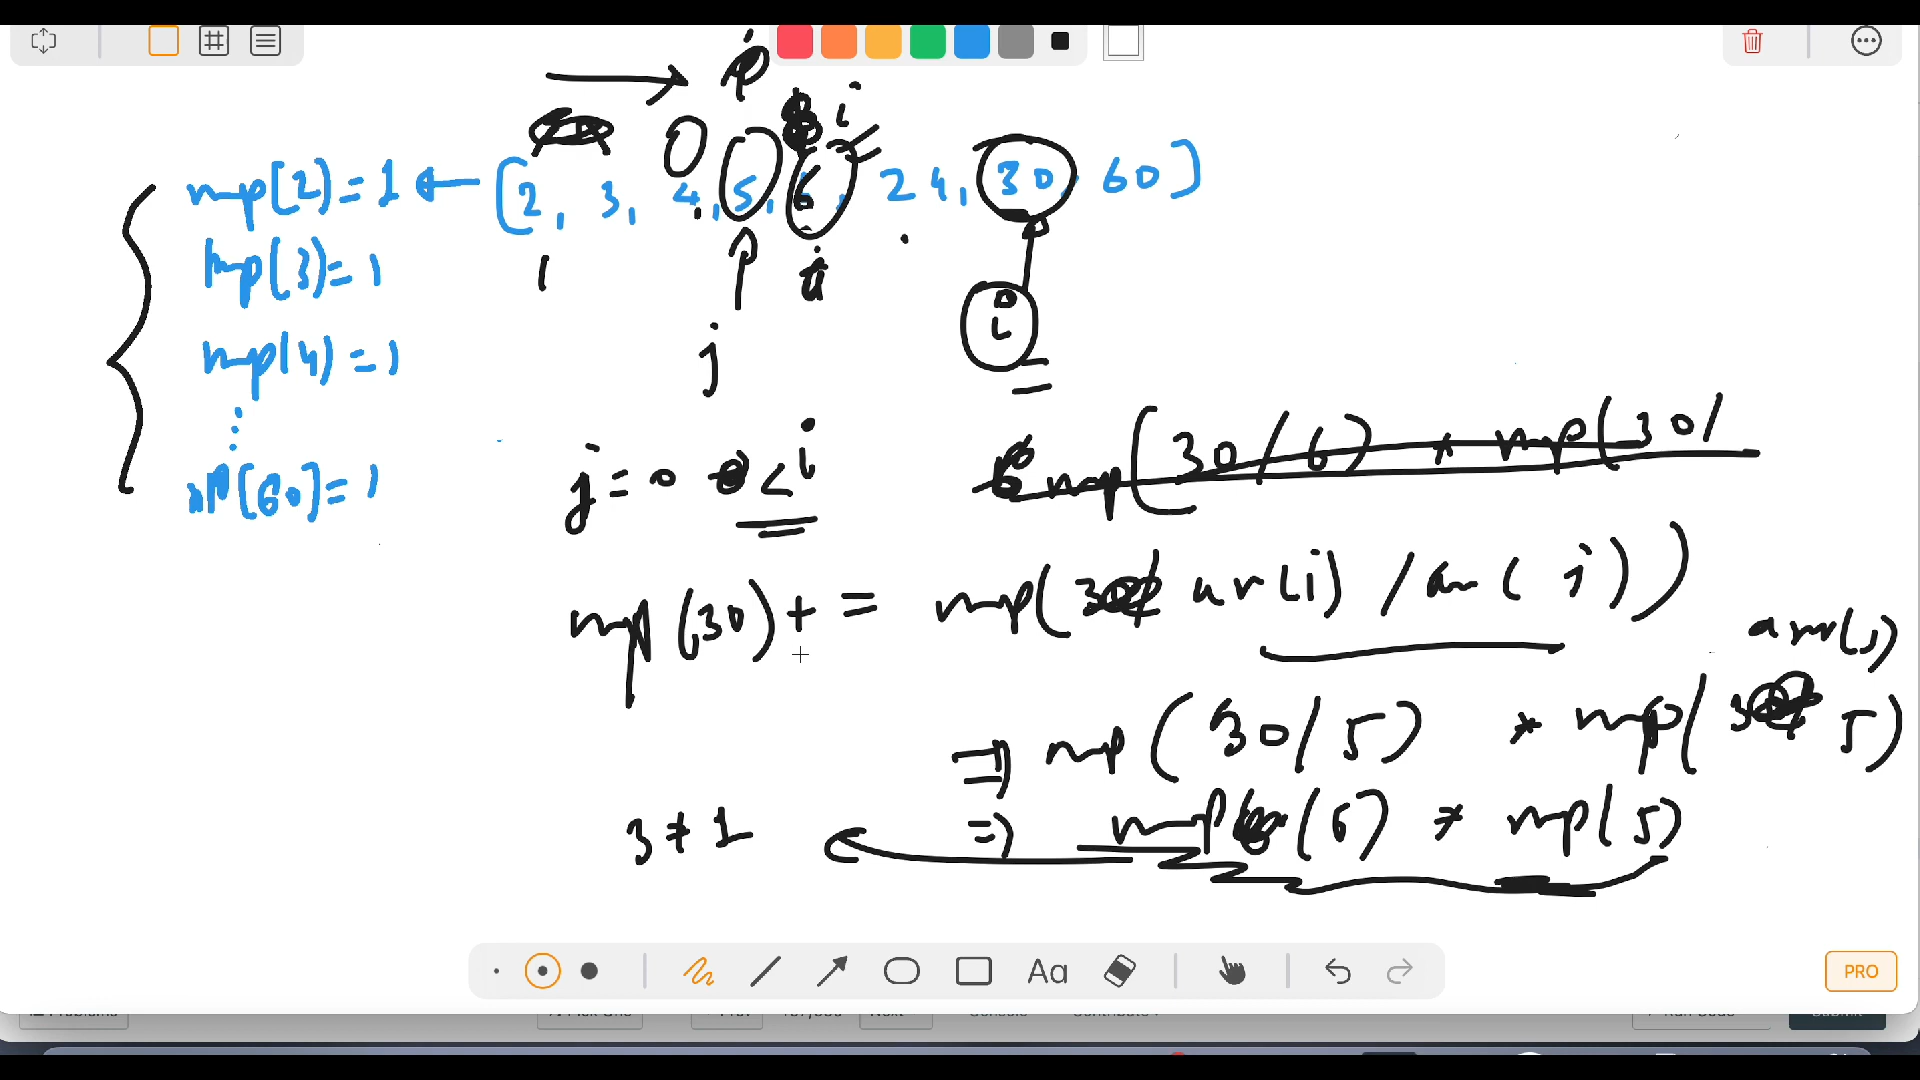 mp[2) = 1 ← [2, 3, 4, 5, 6, 24, 30, 60]
mp(3) = 1
mp(4) = 1
mp[60] = 1
i
j
j = 0 < i
mp(30/6) * mp(30/
mp(30) + = mp( arr(i) / arr(j))
arr(j)
=> mp(30/5) * mp( 5)
=> mp(6) * mp(5)
3 * 1
Aa
PRO